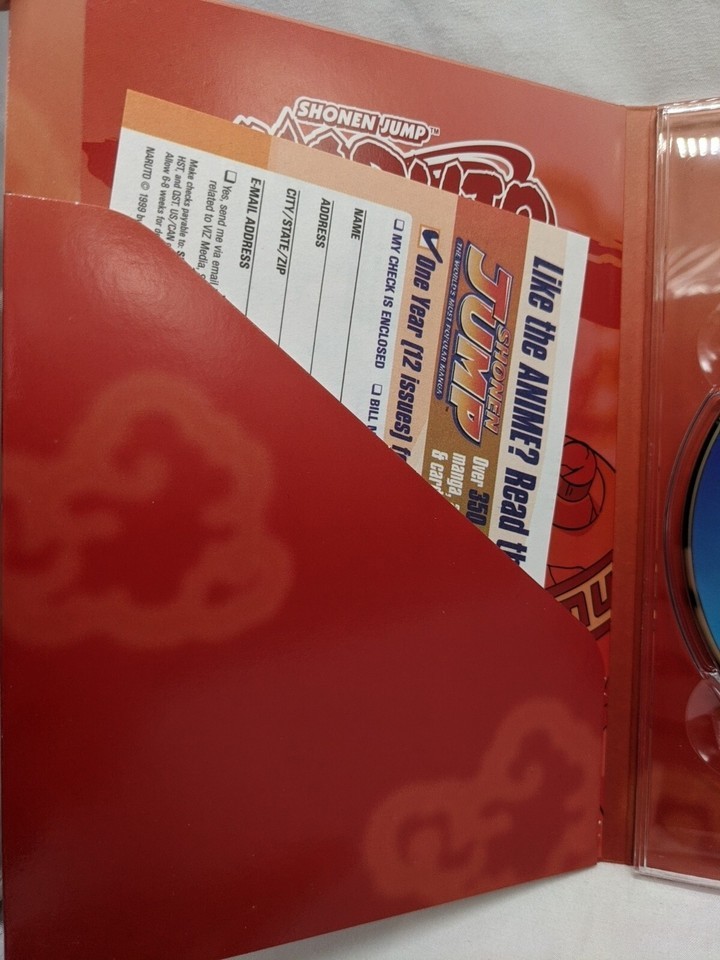 SHONEN JUMP™
NARUTO
Like the ANIME? Read th
SHONEN
JUMP
THE WORLD'S MOST POPULAR MANGA
Over 350
manga,
& car
✓ One Year (12 issues) f
❑ MY CHECK IS ENCLOSED ❑ BILL M
NAME
ADDRESS
CITY/STATE/ZIP
E-MAIL ADDRESS
❑ Yes, send me via email
related to VIZ Media,
Make checks payable to: S
HST, and QST. US/CAN
Allow 6-8 weeks for d
NARUTO © 1999 b